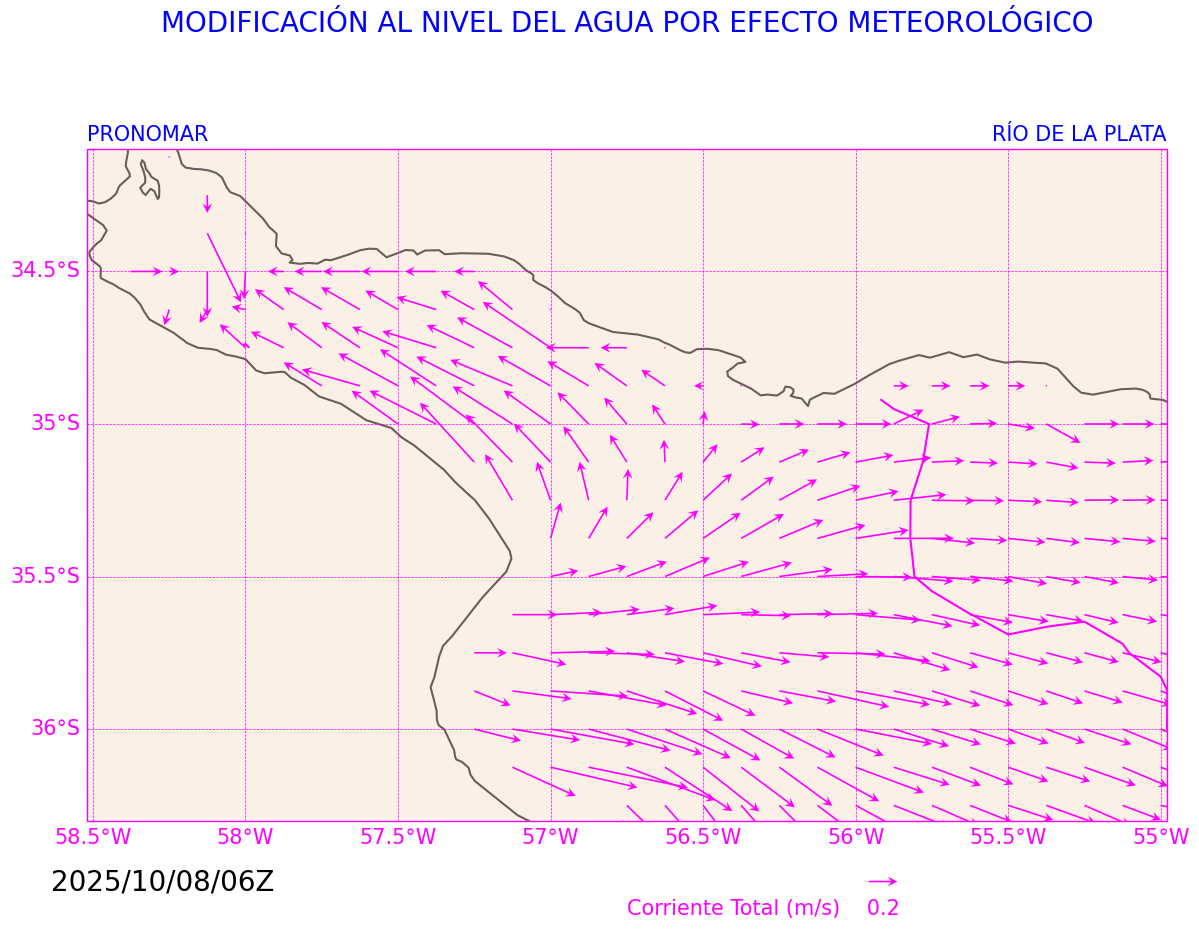 MODIFICACIÓN AL NIVEL DEL AGUA POR EFECTO METEOROLÓGICO
PRONOMAR RÍO DE LA PLATA
34.5°S
35°S
35.5°S
36°S
58.5°W 58°W 57.5°W 57°W 56.5°W 56°W 55.5°W 55°W
2025/10/08/06Z
Corriente Total (m/s) 0.2